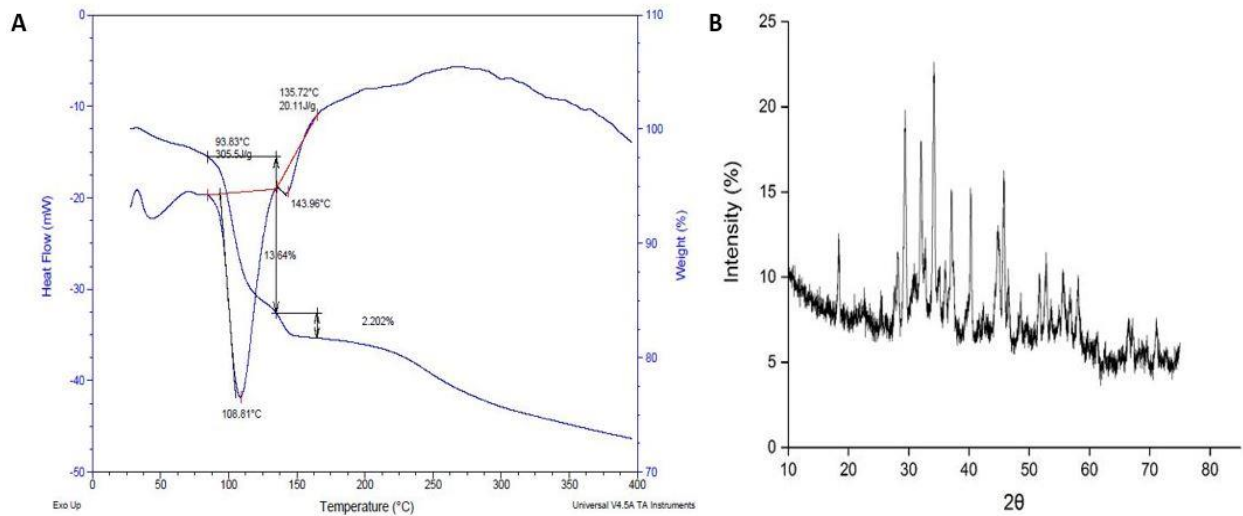 A
0
110
93.83°C
305.5J/g
135.72°C
20.11J/g
-10
100
-20
143.96°C
90
13.64%
-30
2.202%
80
-40
108.81°C
-50
70
0
50
100
150
200
250
300
350
400
Heat Flow (mW)
Weight (%)
Exo Up
Temperature (°C)
Universal V4.5A TA Instruments
B
25
20
15
10
5
0
10
20
30
40
50
60
70
80
Intensity (%)
2θ